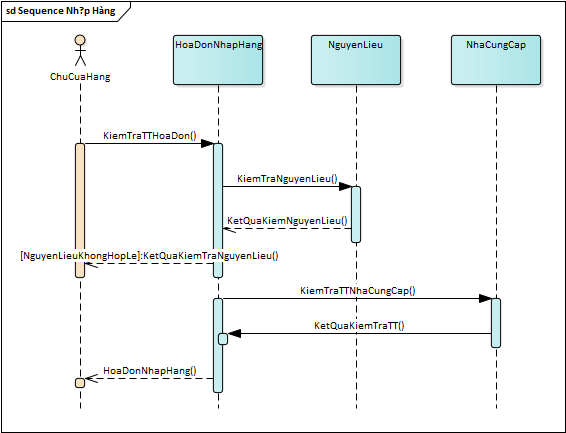 sd Sequence Nh?p Hàng
HoaDonNhapHang
NguyenLieu
NhaCungCap
ChuCuaHang
KiemTraTTHoaDon()
KiemTraNguyenLieu()
KetQuaKiemNguyenLieu()
[NguyenLieuKhongHopLe]:KetQuaKiemTraNguyenLieu()
KiemTraTTNhaCungCap()
KetQuaKiemTraTT()
HoaDonNhapHang()